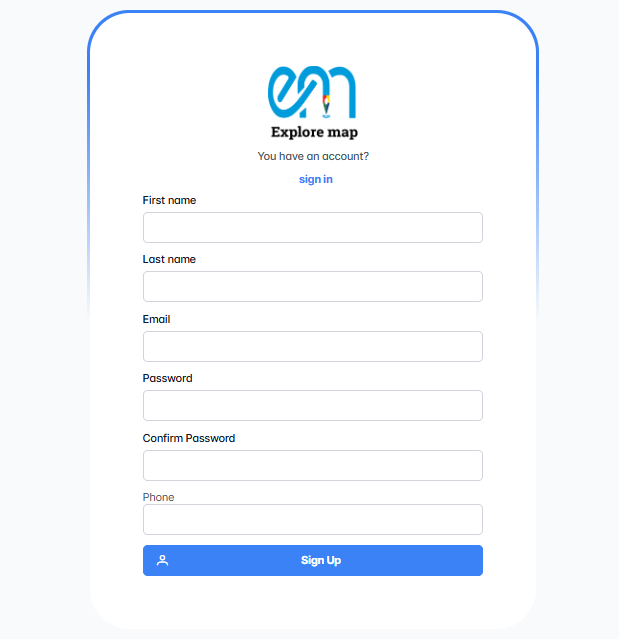 em
Explore map
You have an account?
sign in
First name
Last name
Email
Password
Confirm Password
Phone
Sign Up